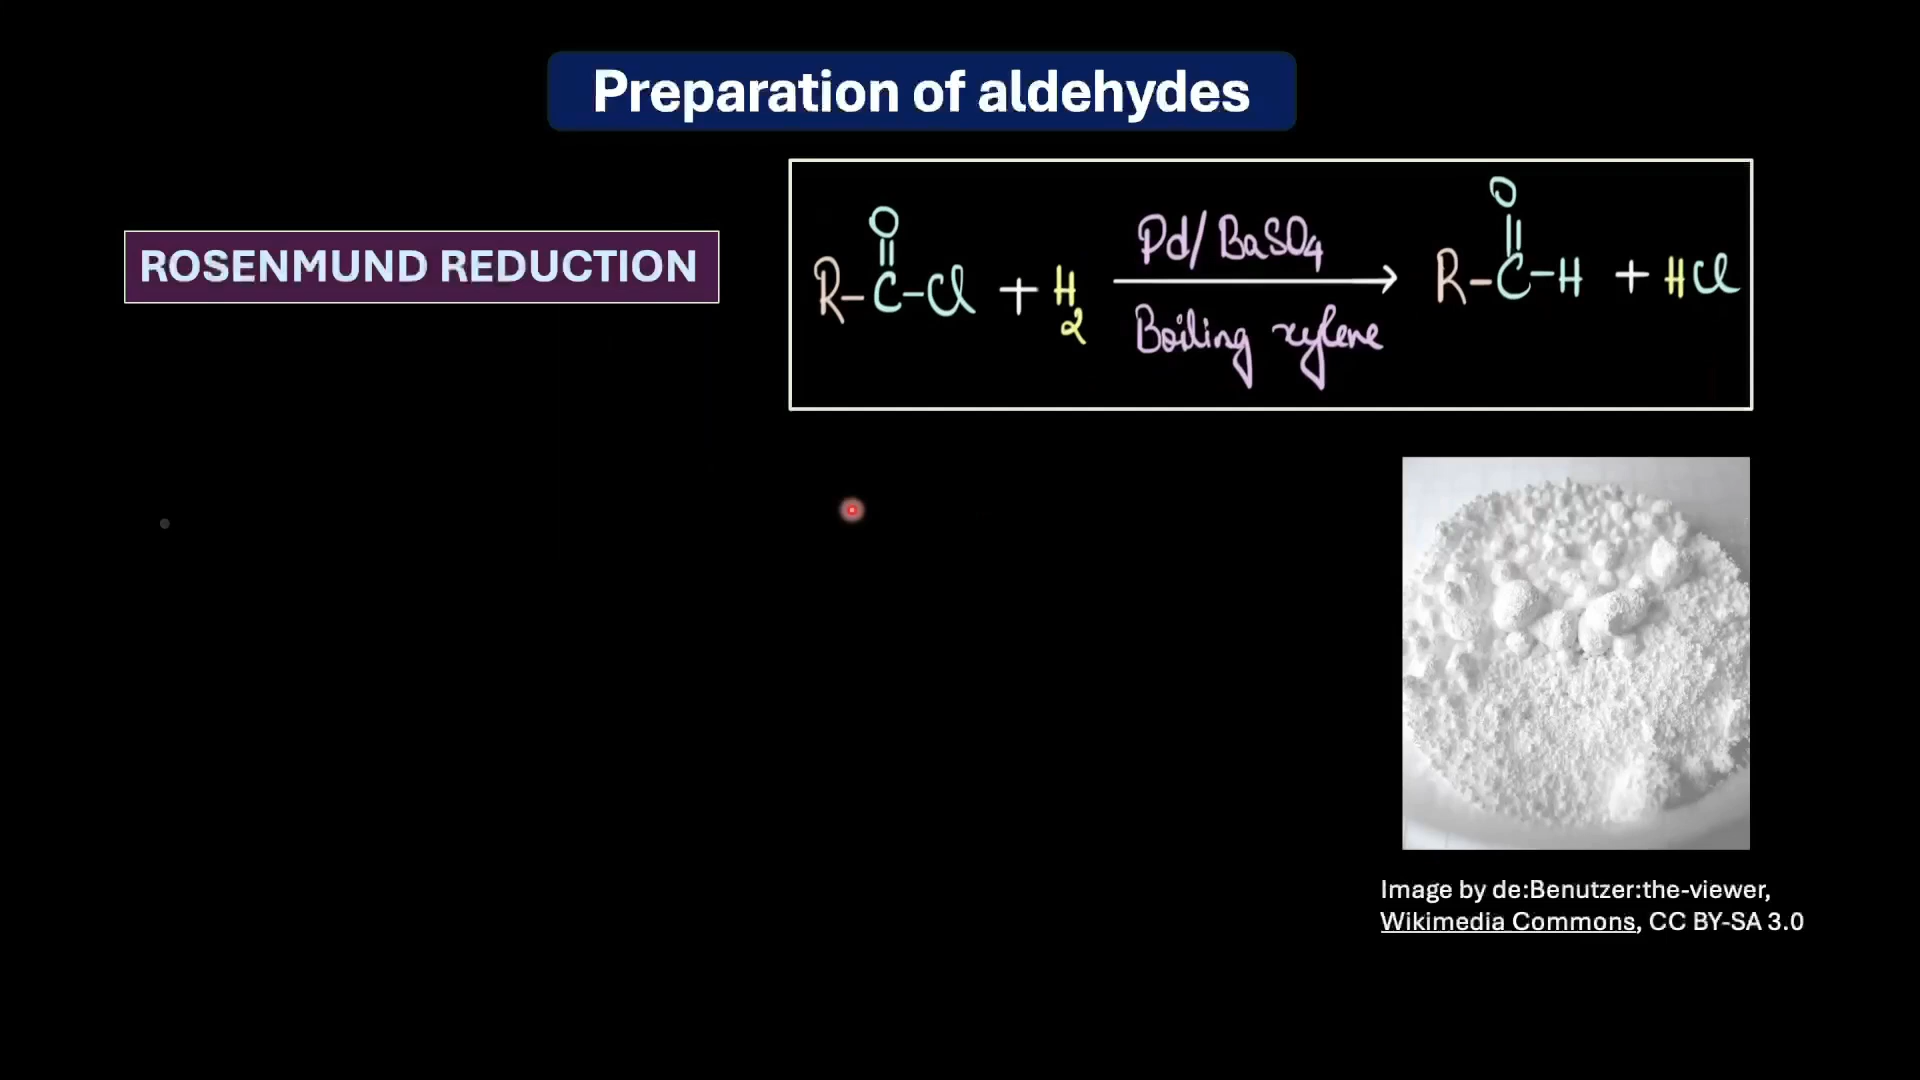 Preparation of aldehydes
ROSENMUND REDUCTION
O
R–C–Cl + H2
Pd/BaSO4
Boiling xylene
O
R–C–H + HCl
Image by de:Benutzer:the-viewer,
Wikimedia Commons, CC BY-SA 3.0